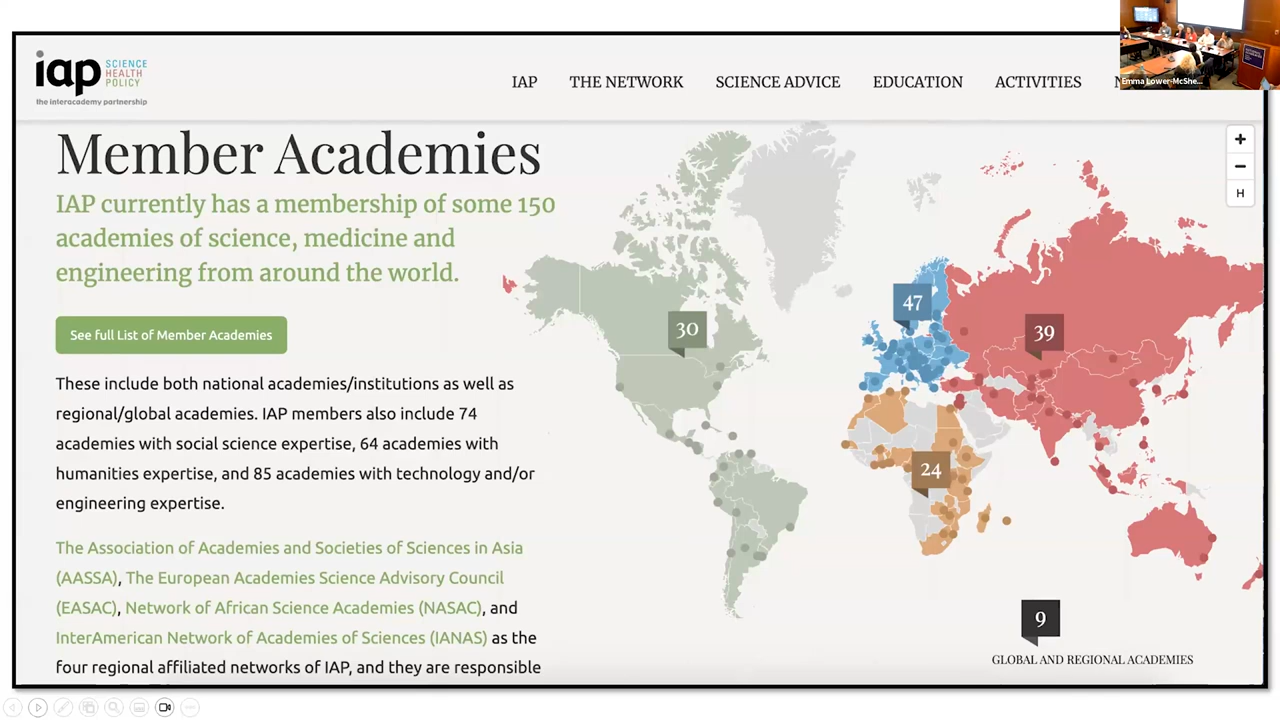 iap SCIENCE
HEALTH
POLICY
the interacademy partnership
IAP THE NETWORK SCIENCE ADVICE EDUCATION ACTIVITIES
Emma Lower-McShe...
Member Academies
IAP currently has a membership of some 150
academies of science, medicine and
engineering from around the world.
See full List of Member Academies
These include both national academies/institutions as well as
regional/global academies. IAP members also include 74
academies with social science expertise, 64 academies with
humanities expertise, and 85 academies with technology and/or
engineering expertise.
The Association of Academies and Societies of Sciences in Asia
(AASSA), The European Academies Science Advisory Council
(EASAC), Network of African Science Academies (NASAC), and
InterAmerican Network of Academies of Sciences (IANAS) as the
four regional affiliated networks of IAP, and they are responsible
+
−
H
30
47
39
24
9
GLOBAL AND REGIONAL ACADEMIES